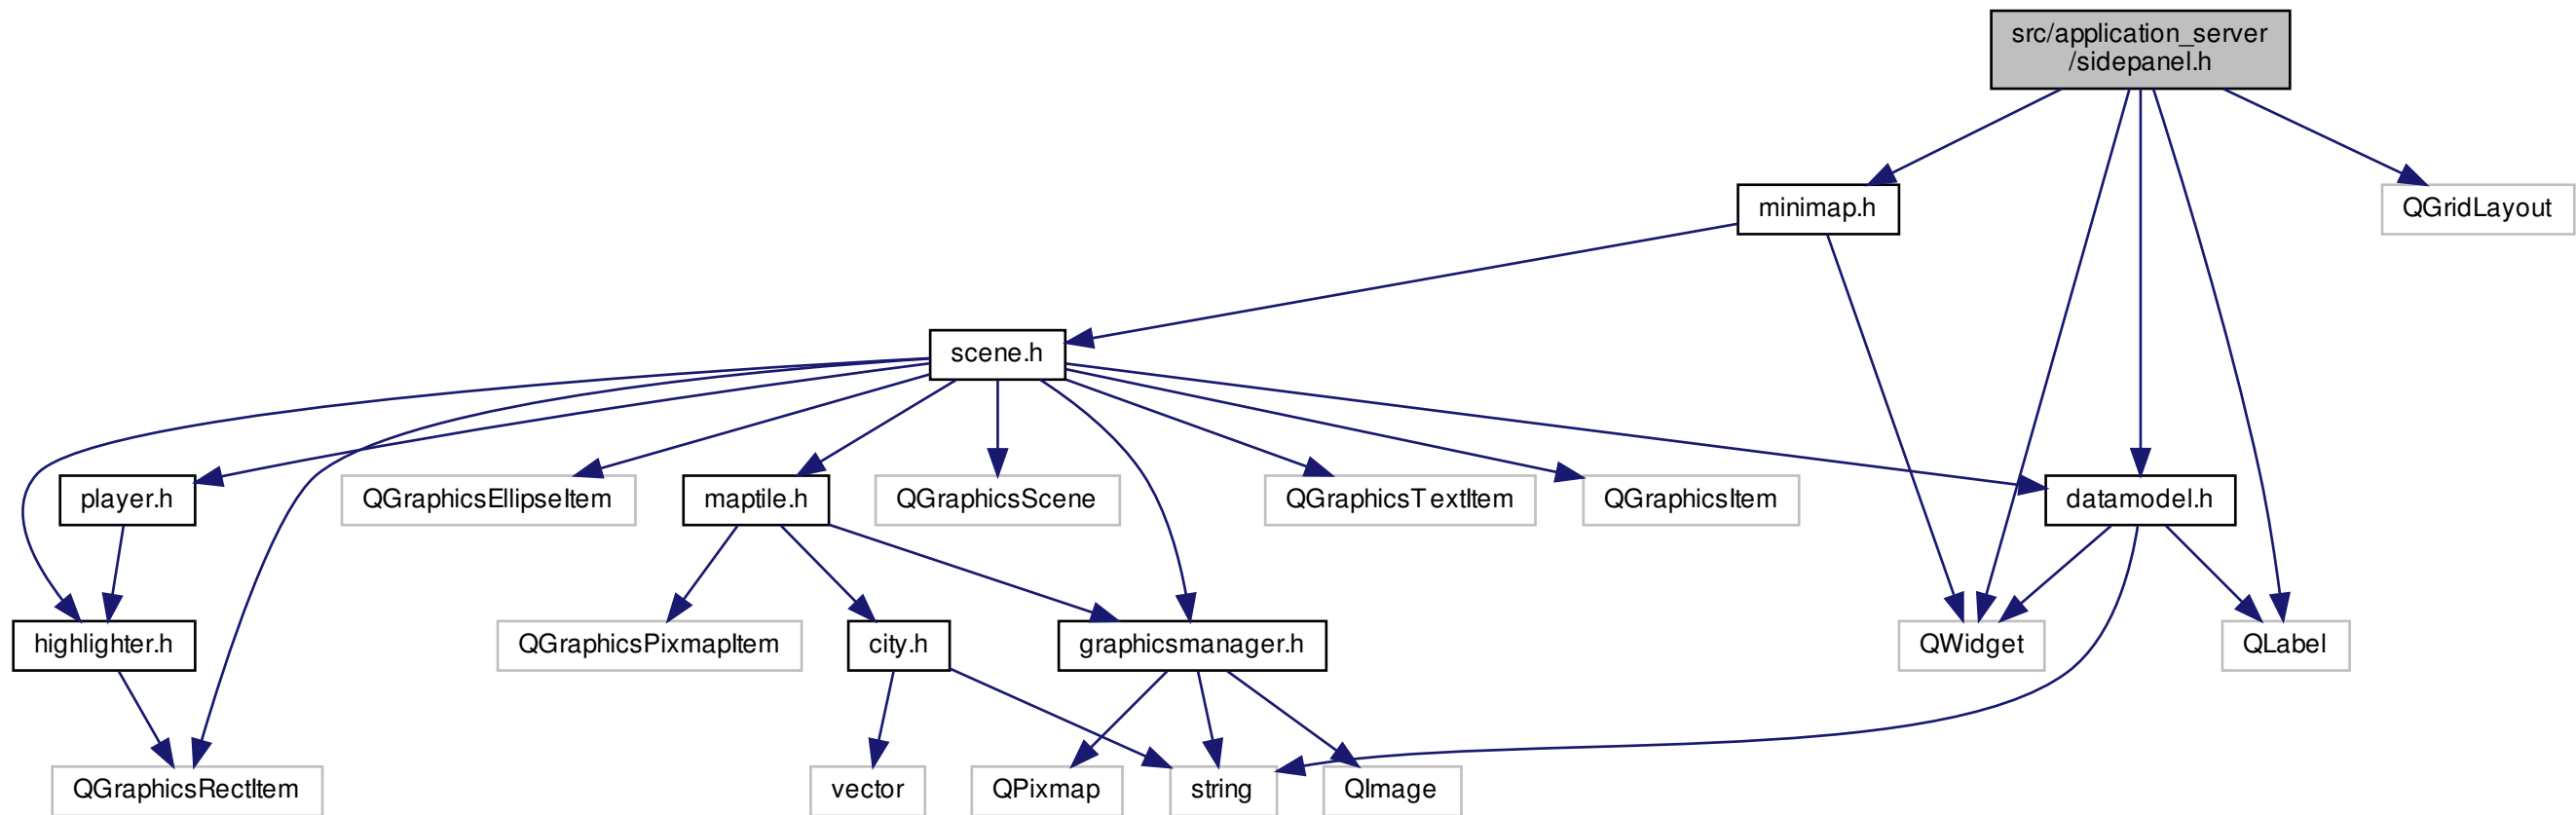 src/application_server
/sidepanel.h
minimap.h
QGridLayout
scene.h
player.h
QGraphicsEllipseItem
maptile.h
QGraphicsScene
QGraphicsTextItem
QGraphicsItem
datamodel.h
highlighter.h
QGraphicsPixmapItem
city.h
graphicsmanager.h
QWidget
QLabel
QGraphicsRectItem
vector
QPixmap
string
QImage